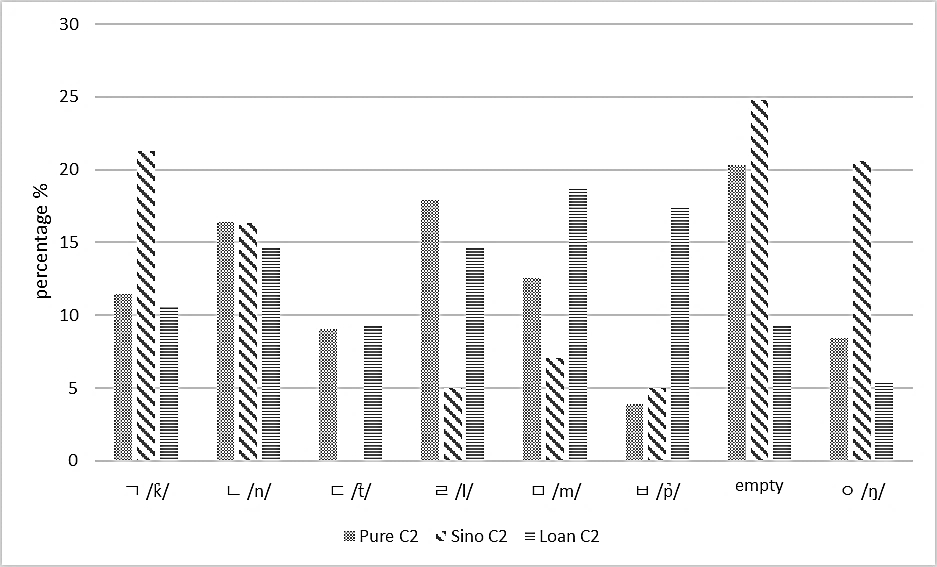 30
25
20
15
10
5
0
percentage %
ㄱ /k̚/
ㄴ /n/
ㄷ /t̚/
ㄹ /l/
ㅁ /m/
ㅂ /p̚/
empty
ㅇ /ŋ/
Pure C2
Sino C2
Loan C2